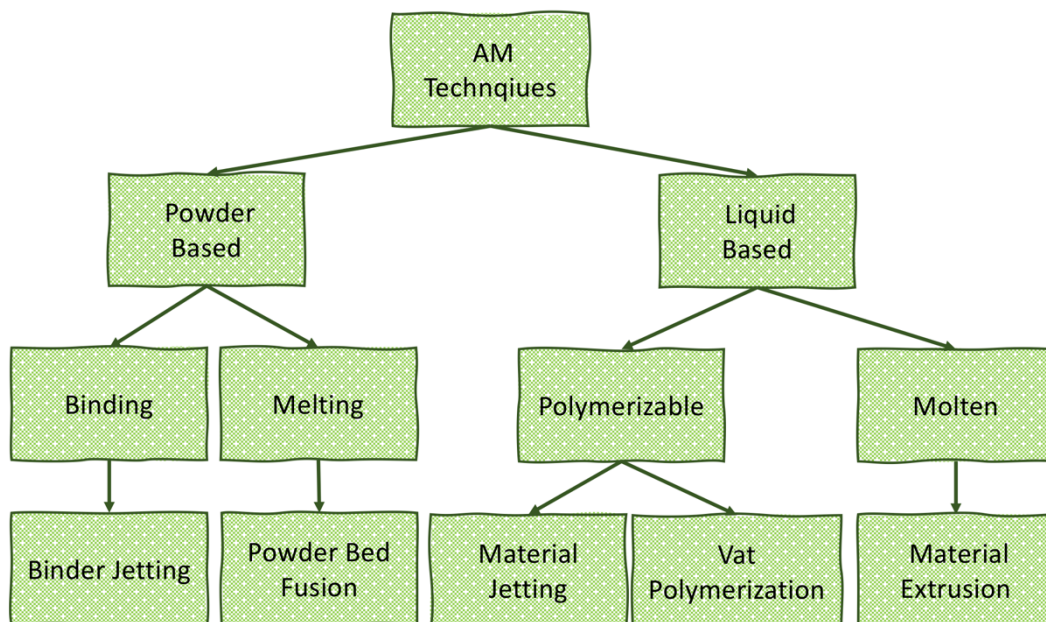 AM
Technqiues
Powder
Based
Liquid
Based
Binding
Melting
Polymerizable
Molten
Binder Jetting
Powder Bed
Fusion
Material
Jetting
Vat
Polymerization
Material
Extrusion